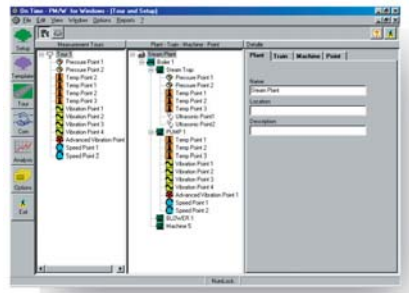 On Time - PM/W for Windows - [Tour and Setup]
File Edit View Window Options Reports ?
Setup
Template
Tour
Com
Analysis
Options
Exit
Measurement Tours
Tour 1
Pressure Point 1
Pressure Point 2
Temp Point 2
Temp Point 1
Temp Point 2
Temp Point 3
Vibration Point 1
Vibration Point 2
Vibration Point 3
Vibration Point 4
Advanced Vibration Point
Speed Point 1
Speed Point 2
Plant - Train - Machine - Point
Steam Plant
Boiler 1
Steam Trap
Pressure Point 1
Pressure Point 2
Temp Point 1
Temp Point 2
Ultrasonic Point1
Ultrasonic Point2
PUMP 1
Temp Point 1
Temp Point 2
Temp Point 3
Vibration Point 1
Vibration Point 2
Vibration Point 3
Vibration Point 4
Advanced Vibration Point 1
Speed Point 1
Speed Point 2
BLOWER 1
Machine 5
Details
Plant Train Machine Point
Name
Steam Plant
Location
Description
NumLock